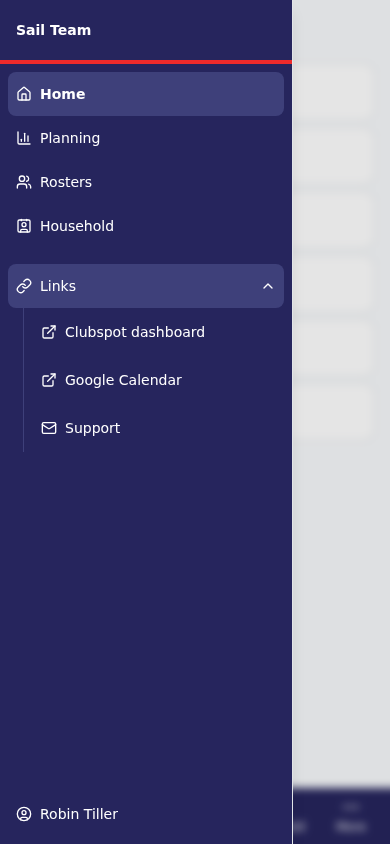 Sail Team
Home
Planning
Rosters
Household
Links
Clubspot dashboard
Google Calendar
Support
Robin Tiller